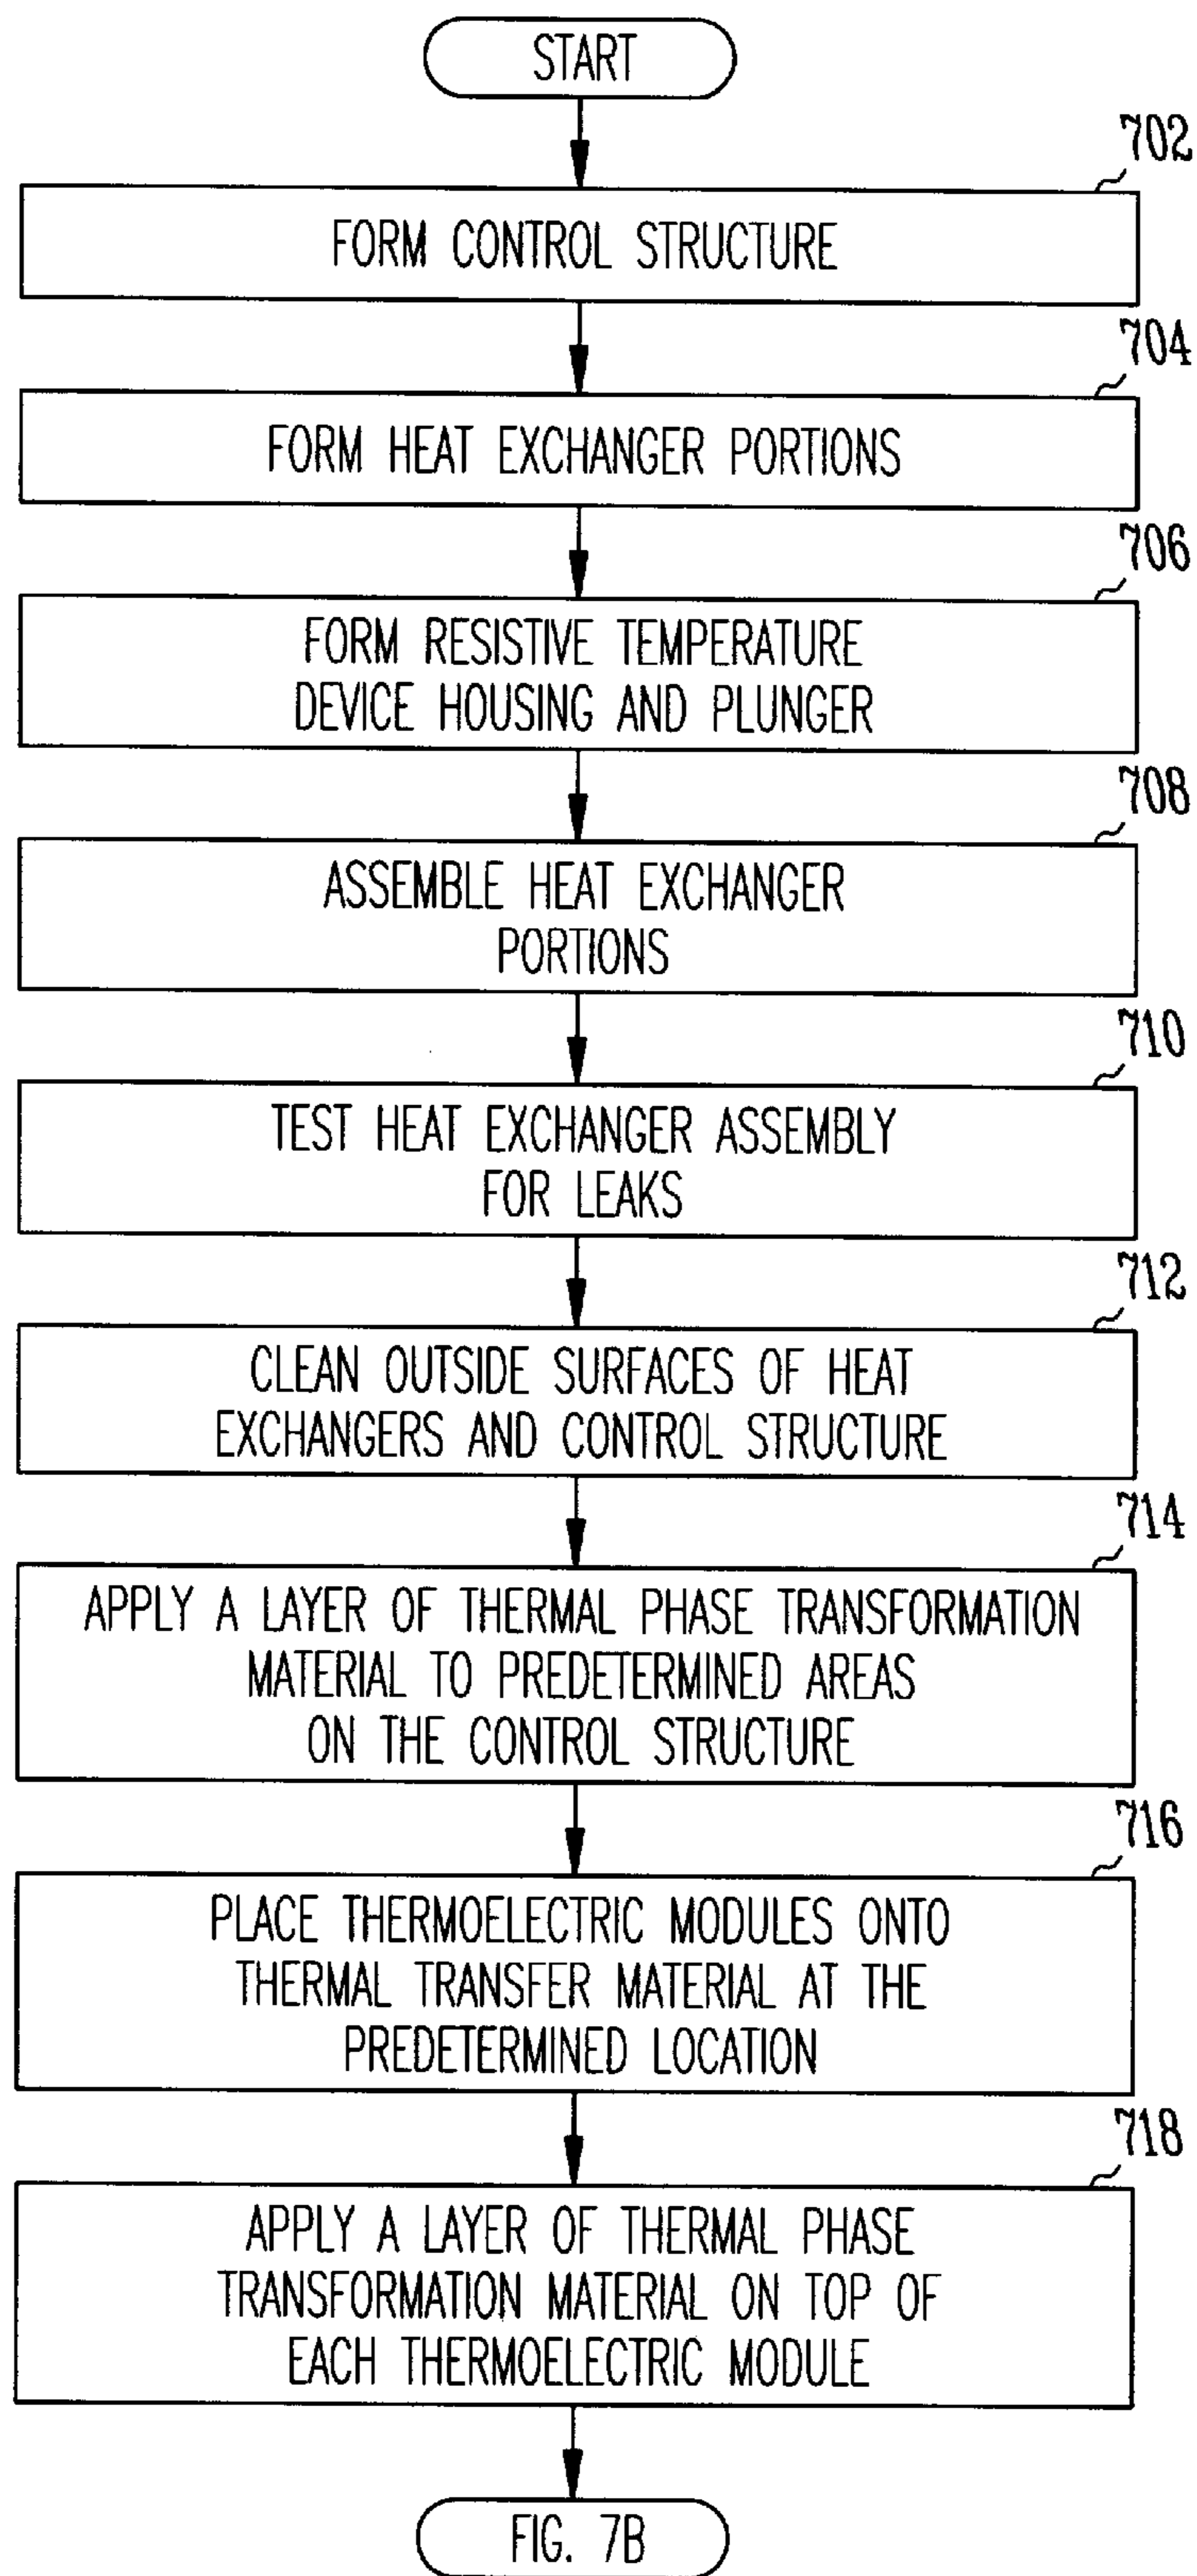 START
702
FORM CONTROL STRUCTURE
704
FORM HEAT EXCHANGER PORTIONS
706
FORM RESISTIVE TEMPERATURE
DEVICE HOUSING AND PLUNGER
708
ASSEMBLE HEAT EXCHANGER
PORTIONS
710
TEST HEAT EXCHANGER ASSEMBLY
FOR LEAKS
712
CLEAN OUTSIDE SURFACES OF HEAT
EXCHANGERS AND CONTROL STRUCTURE
714
APPLY A LAYER OF THERMAL PHASE TRANSFORMATION
MATERIAL TO PREDETERMINED AREAS
ON THE CONTROL STRUCTURE
716
PLACE THERMOELECTRIC MODULES ONTO
THERMAL TRANSFER MATERIAL AT THE
PREDETERMINED LOCATION
718
APPLY A LAYER OF THERMAL PHASE
TRANSFORMATION MATERIAL ON TOP OF
EACH THERMOELECTRIC MODULE
FIG. 7B